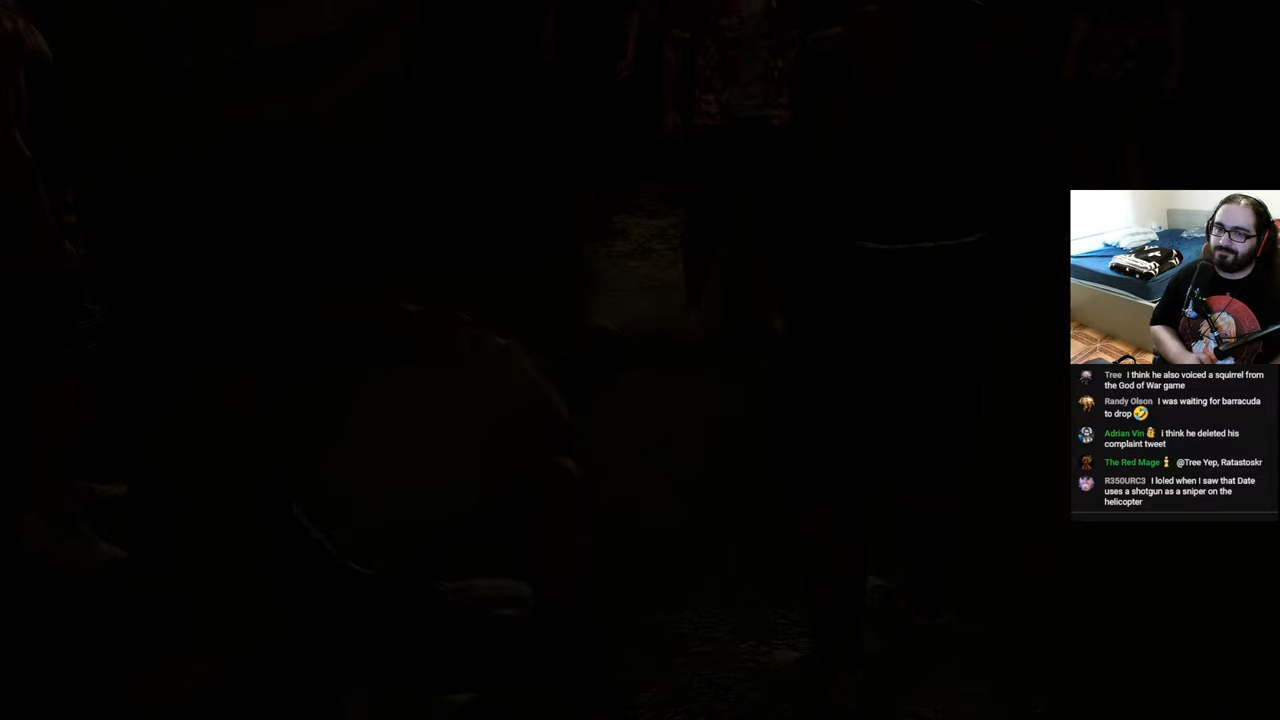 Tree I think he also voiced a squirrel from
the God of War game
Randy Olson I was waiting for barracuda
to drop 🤣
Adrian Vin i think he deleted his
complaint tweet
The Red Mage @Tree Yep, Ratastoskr
R350URC3 I loled when I saw that Date
uses a shotgun as a sniper on the
helicopter